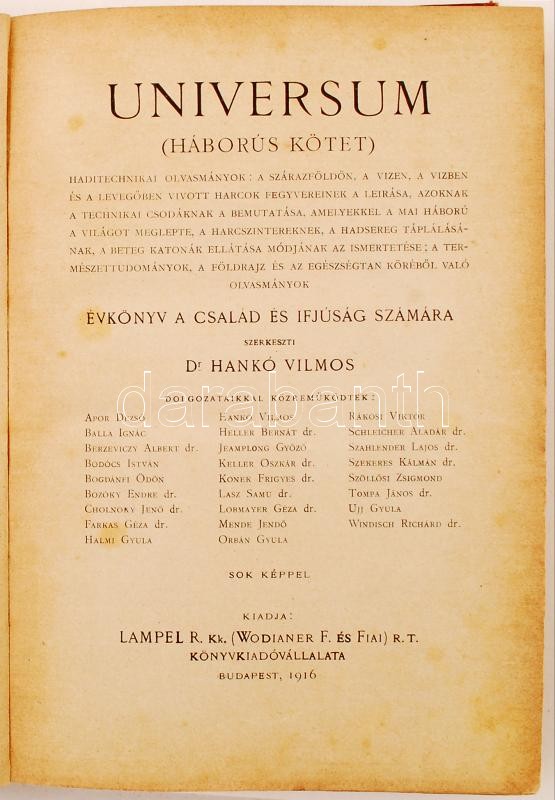 UNIVERSUM
(HÁBORÚS KÖTET)
HADITECHNIKAI OLVASMÁNYOK: A SZÁRAZFÖLDÖN, A VIZEN, A VIZBEN
ÉS A LEVEGŐBEN VIVOTT HARCOK FEGYVEREINEK A LEIRÁSA, AZOKNAK
A TECHNIKAI CSODÁKNAK A BEMUTATÁSA, AMELYEKKEL A MAI HÁBORÚ
A VILÁGOT MEGLEPTE, A HARCSZINTEREKNEK, A HADSEREG TÁPLÁLÁSÁ-
NAK, A BETEG KATONÁK ELLÁTÁSA MÓDJÁNAK AZ ISMERTETÉSE; A TER-
MÉSZETTUDOMÁNYOK, A FÖLDRAJZ ÉS AZ EGÉSZSÉGTAN KÖRÉBŐL VALÓ
OLVASMÁNYOK
ÉVKÖNYV A CSALÁD ÉS IFJÚSÁG SZÁMÁRA
SZERKESZTI
Dr HANKÓ VILMOS
darabanth
DOLGOZATAIKKAL KÖZREMŰKÖDTEK:
APOR DEZSŐ HANKÓ VILMOS RÁKOSI VIKTOR
BALLA IGNÁC HELLER BERNÁT dr. SCHLEICHER ALADÁR dr.
BERZEVICZY ALBERT dr. JEAMPLONG GYŐZŐ SZAHLENDER LAJOS dr.
BODÓCS ISTVÁN KELLER OSZKÁR dr. SZEKERES KÁLMÁN dr.
BOGDÁNFI ÖDÖN KONEK FRIGYES dr. SZÖLLŐSI ZSIGMOND
BOZÓKY ENDRE dr. LASZ SAMU dr. TOMPA JÁNOS dr.
CHOLNOKY JENŐ dr. LOBMAYER GÉZA dr. UJJ GYULA
FARKAS GÉZA dr. MENDE JENDŐ WINDISCH RICHÁRD dr.
HALMI GYULA ORBÁN GYULA
SOK KÉPPEL
KIADJA:
LAMPEL R. KK. (WODIANER F. ÉS FIAI) R. T.
KÖNYVKIADÓVÁLLALATA
BUDAPEST, 1916